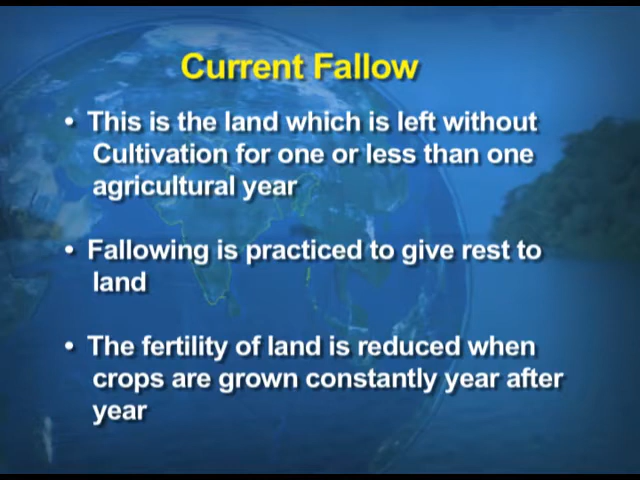 Current Fallow
• This is the land which is left without
Cultivation for one or less than one
agricultural year
• Fallowing is practiced to give rest to
land
• The fertility of land is reduced when
crops are grown constantly year after
year